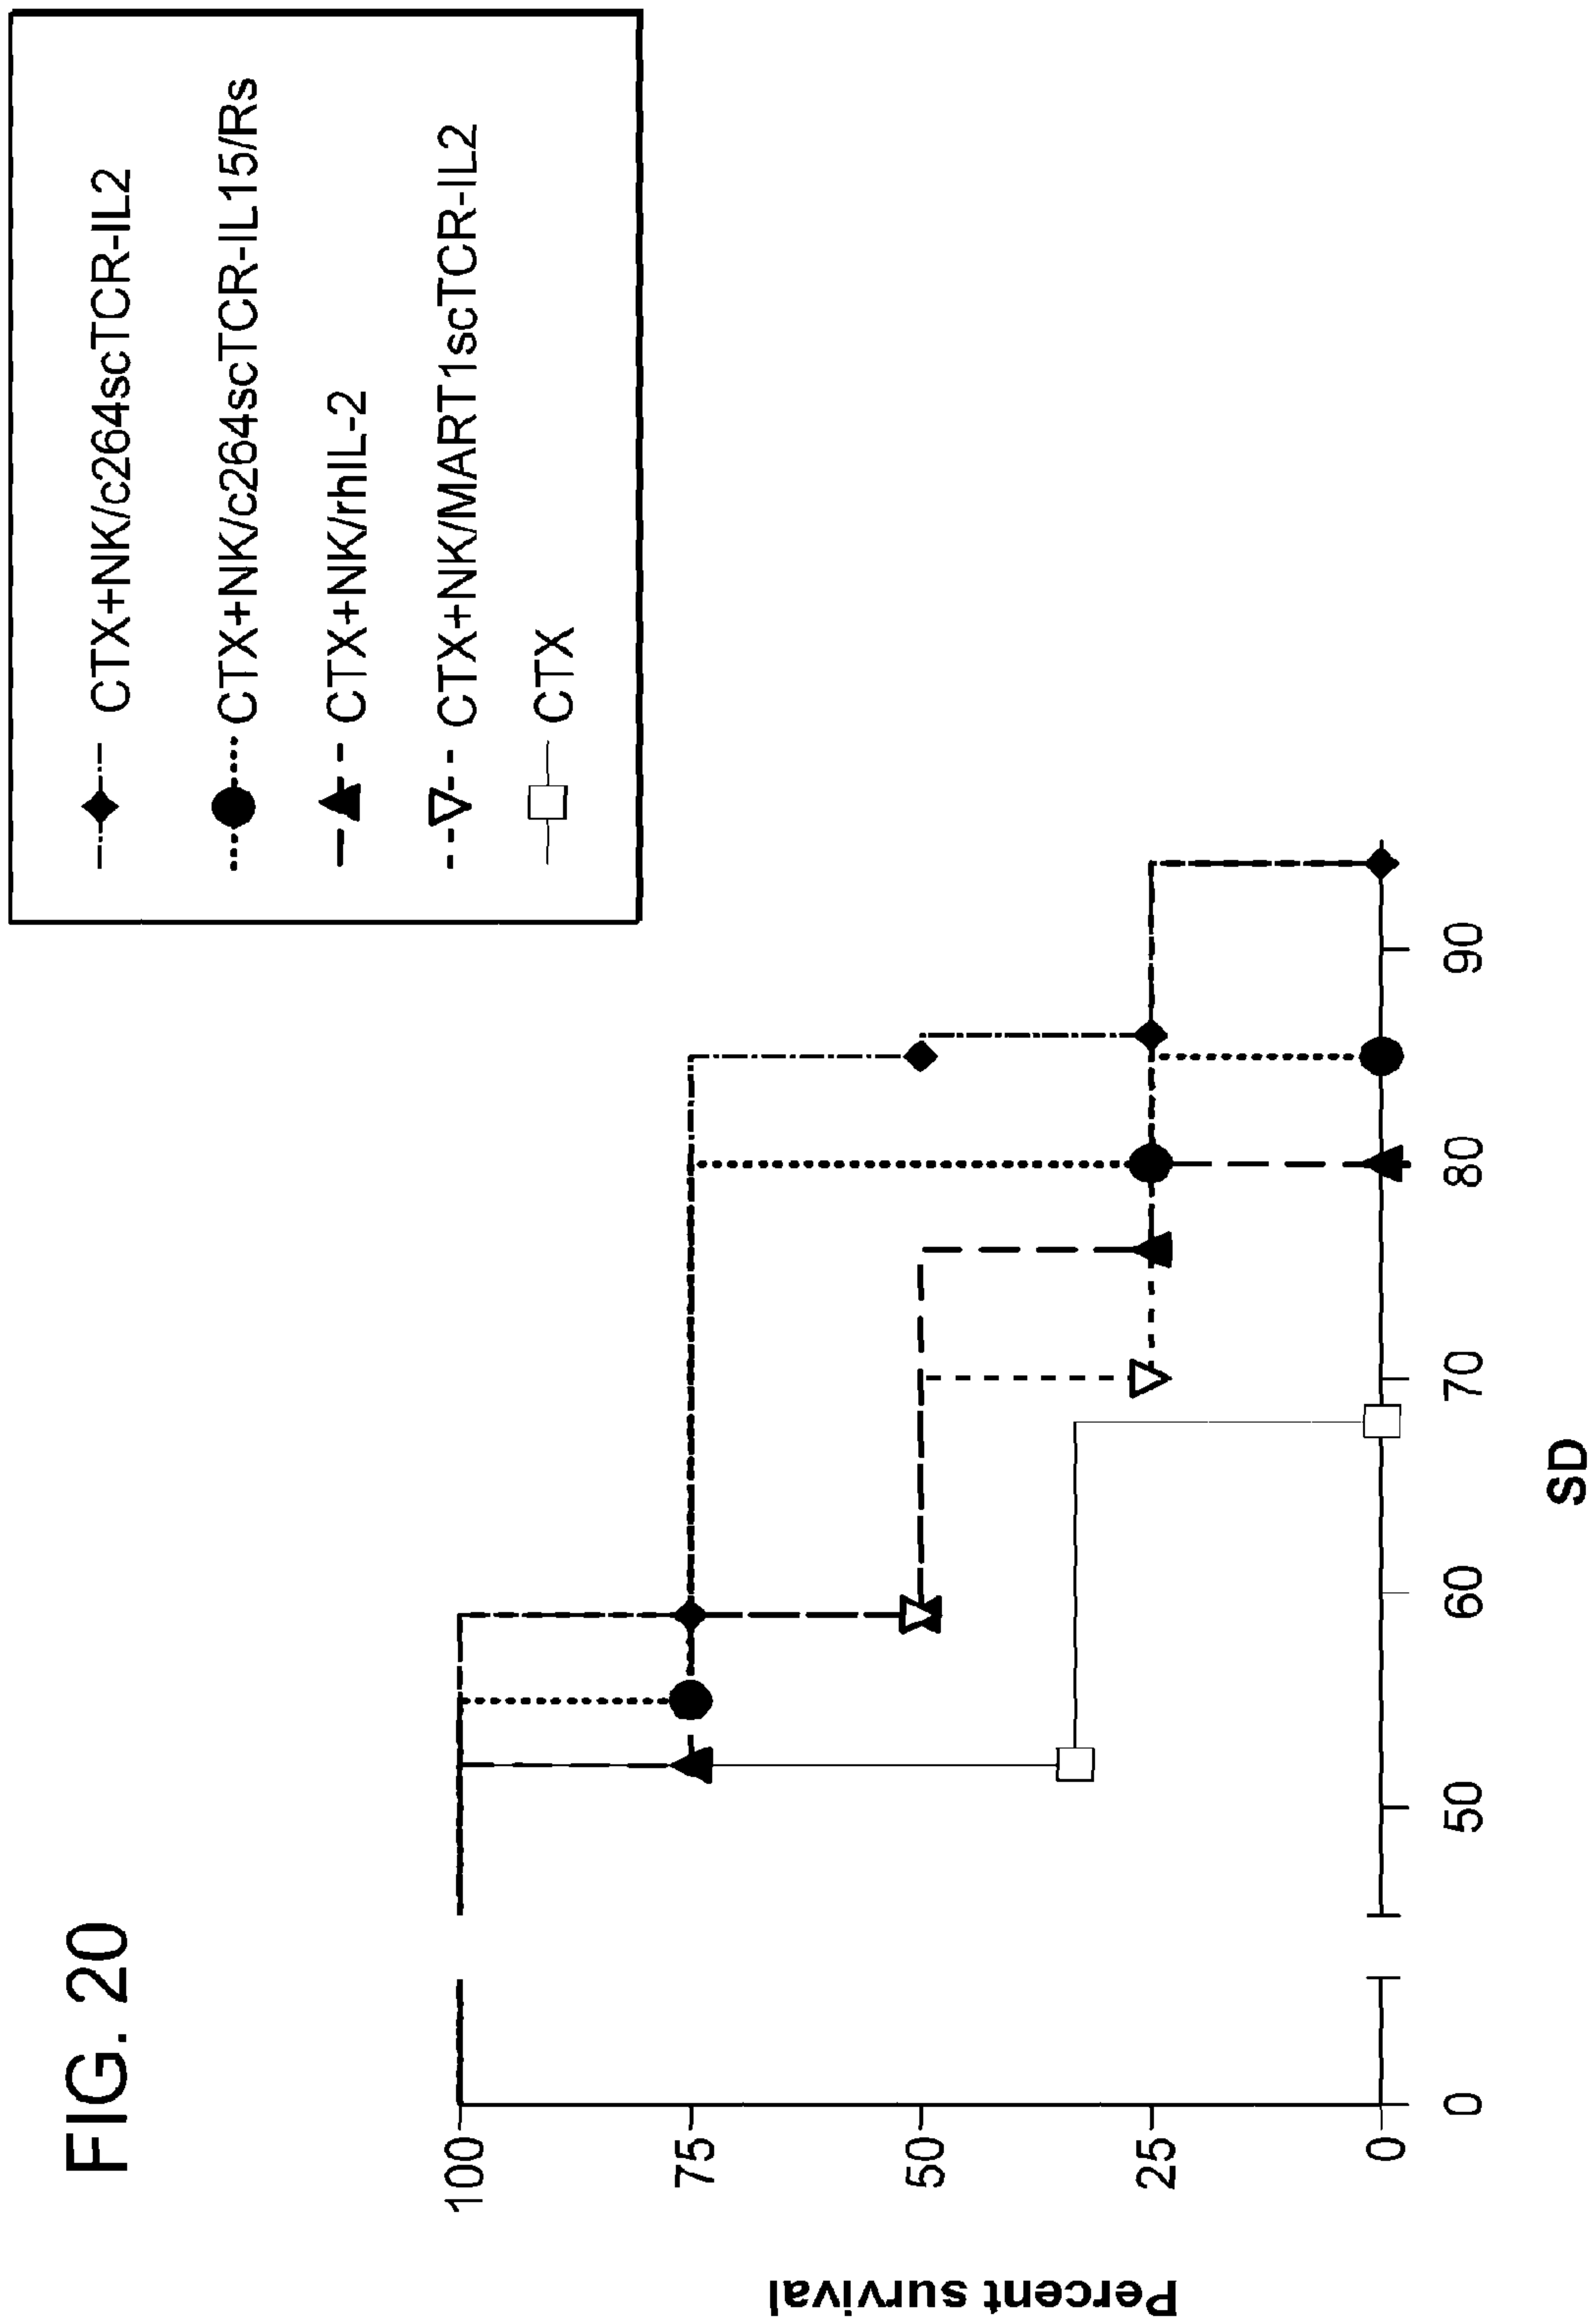 FIG. 20
CTX+NK/c264scTCR-IL2
CTX+NK/c264scTCR-IL15/Rs
CTX+NK/rhIL-2
CTX+NK/MART1scTCR-IL2
CTX
Percent survival
100
75
50
25
0
0
50
60
70
80
90
SD